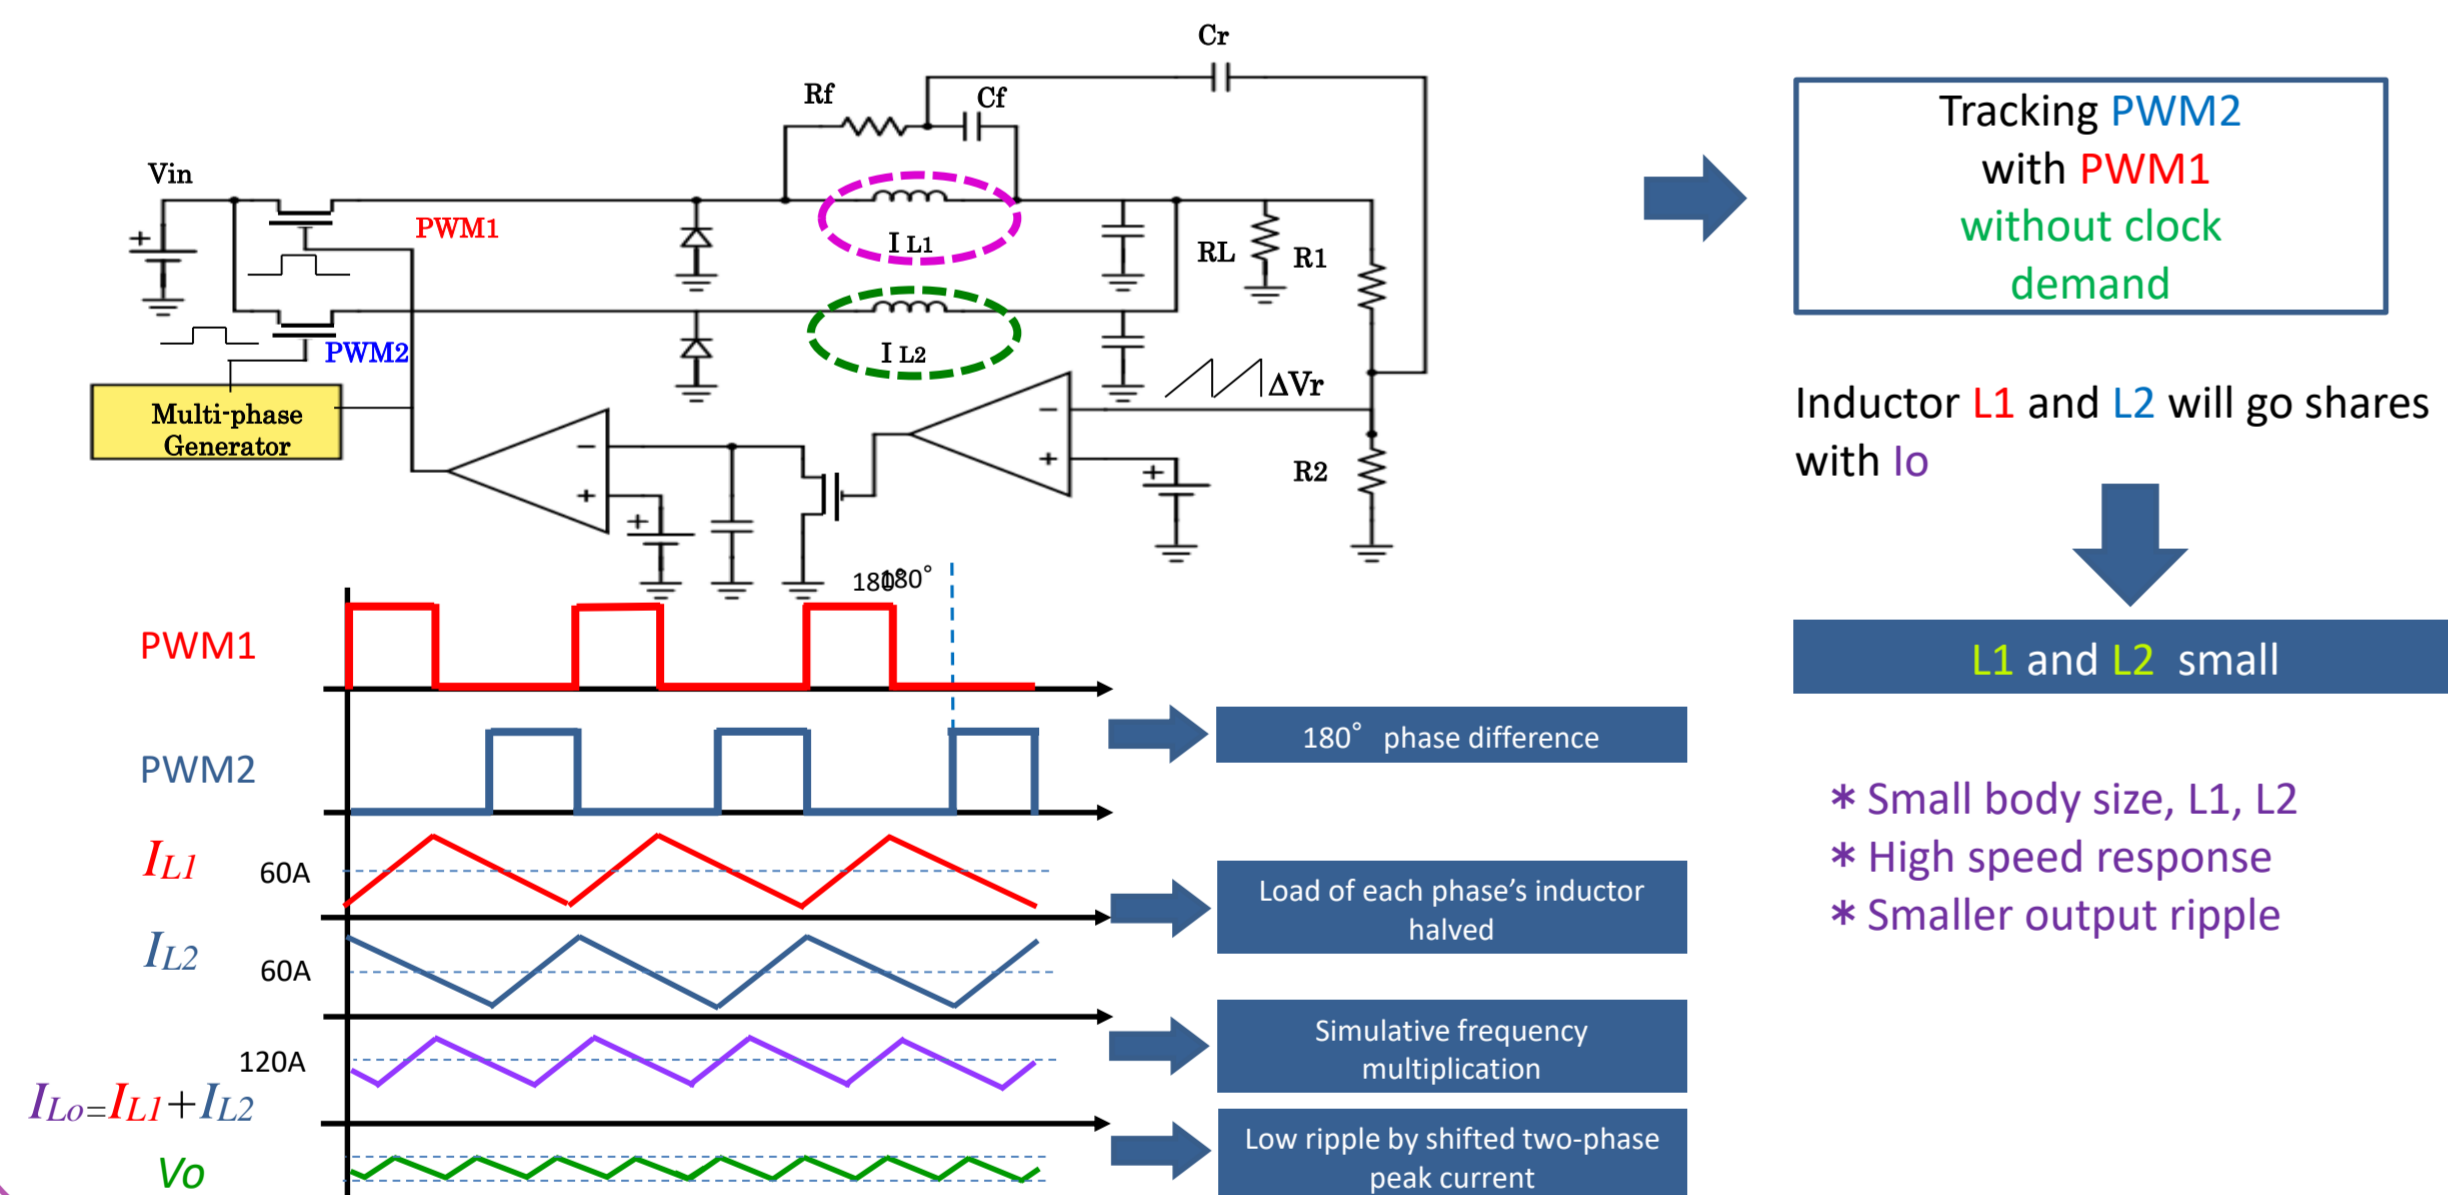 Cr
Rf
Cf
Vin
+
PWM1
I L1
RL
R1
I L2
PWM2
ΔVr
Multi-phase
Generator
−
+
+
−
+
+
R2
180°
180°
PWM1
PWM2
IL1
60A
IL2
60A
120A
ILo=IL1+IL2
Vo
180° phase difference
Load of each phase’s inductor
halved
Simulative frequency
multiplication
Low ripple by shifted two-phase
peak current
Tracking PWM2
with PWM1
without clock
demand
Inductor L1 and L2 will go shares
with Io
L1 and L2 small
* Small body size, L1, L2
* High speed response
* Smaller output ripple